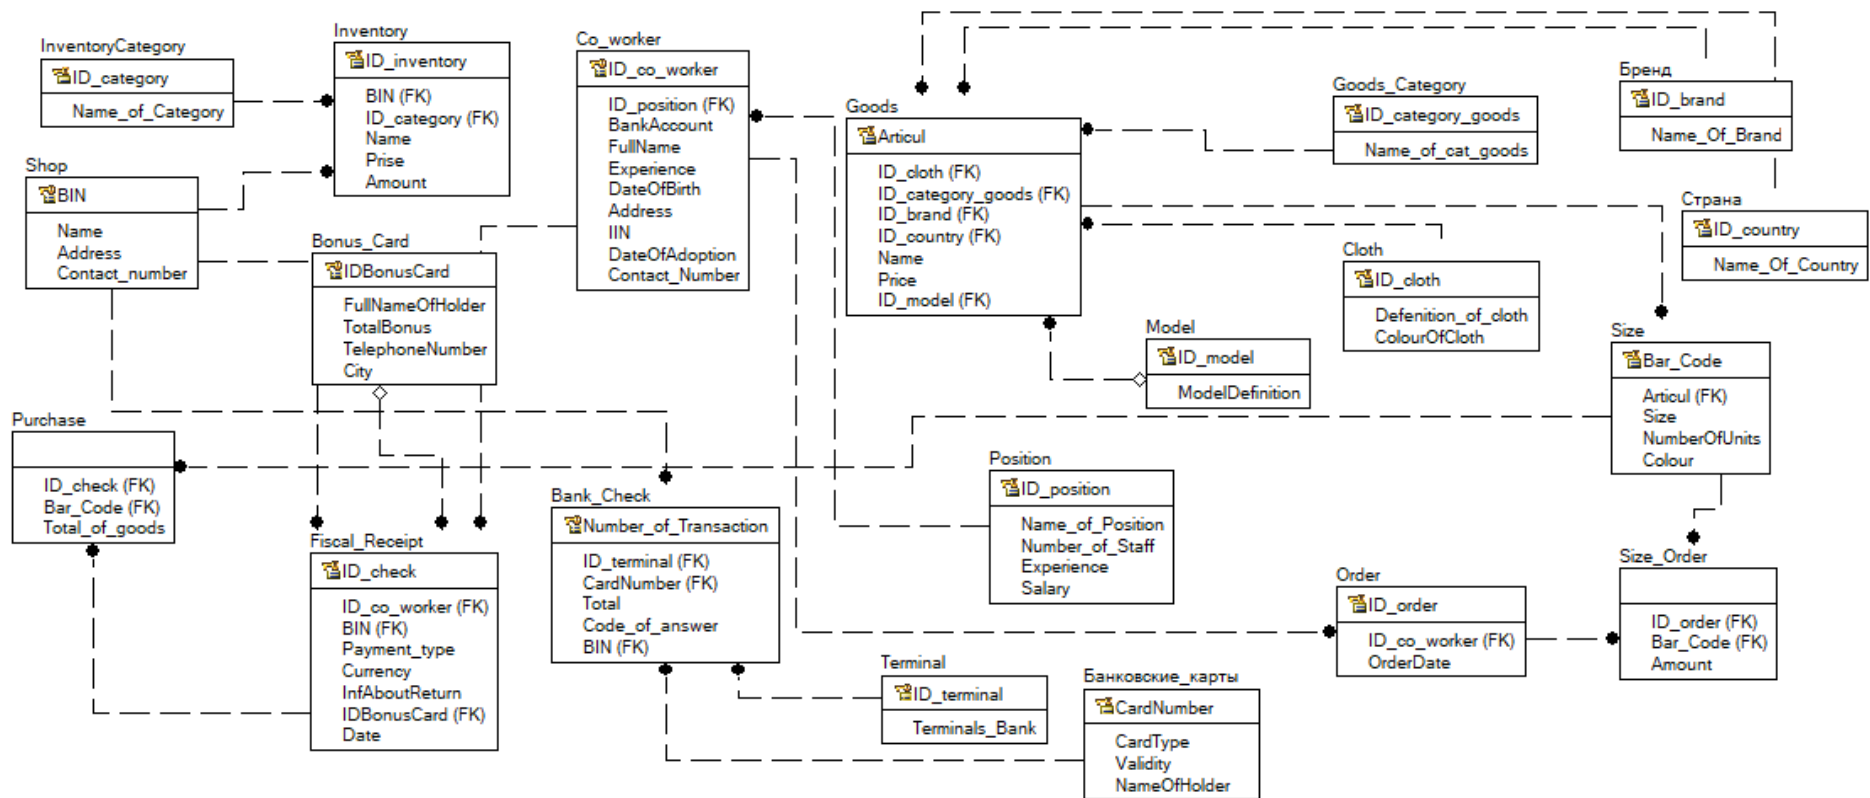 InventoryCategory
ID_category
Name_of_Category
Inventory
ID_inventory
BIN (FK)
ID_category (FK)
Name
Prise
Amount
Shop
BIN
Name
Address
Contact_number
Bonus_Card
IDBonusCard
FullNameOfHolder
TotalBonus
TelephoneNumber
City
Co_worker
ID_co_worker
ID_position (FK)
BankAccount
FullName
Experience
DateOfBirth
Address
IIN
DateOfAdoption
Contact_Number
Goods
Articul
ID_cloth (FK)
ID_category_goods (FK)
ID_brand (FK)
ID_country (FK)
Name
Price
ID_model (FK)
Goods_Category
ID_category_goods
Name_of_cat_goods
Бренд
ID_brand
Name_Of_Brand
Страна
ID_country
Name_Of_Country
Cloth
ID_cloth
Defenition_of_cloth
ColourOfCloth
Model
ID_model
ModelDefinition
Size
Bar_Code
Articul (FK)
Size
NumberOfUnits
Colour
Purchase
ID_check (FK)
Bar_Code (FK)
Total_of_goods
Fiscal_Receipt
ID_check
ID_co_worker (FK)
BIN (FK)
Payment_type
Currency
InfAboutReturn
IDBonusCard (FK)
Date
Bank_Check
Number_of_Transaction
ID_terminal (FK)
CardNumber (FK)
Total
Code_of_answer
BIN (FK)
Position
ID_position
Name_of_Position
Number_of_Staff
Experience
Salary
Terminal
ID_terminal
Terminals_Bank
Банковские_карты
CardNumber
CardType
Validity
NameOfHolder
Order
ID_order
ID_co_worker (FK)
OrderDate
Size_Order
ID_order (FK)
Bar_Code (FK)
Amount